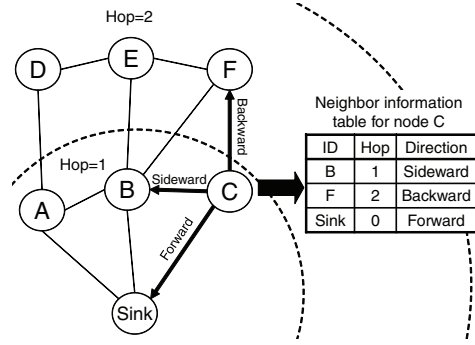 Hop=2
D
E
F
Backward
Neighbor information
table for node C
ID Hop Direction
B 1 Sideward
F 2 Backward
Sink 0 Forward
Hop=1
A
B
Sideward
C
Forward
Sink